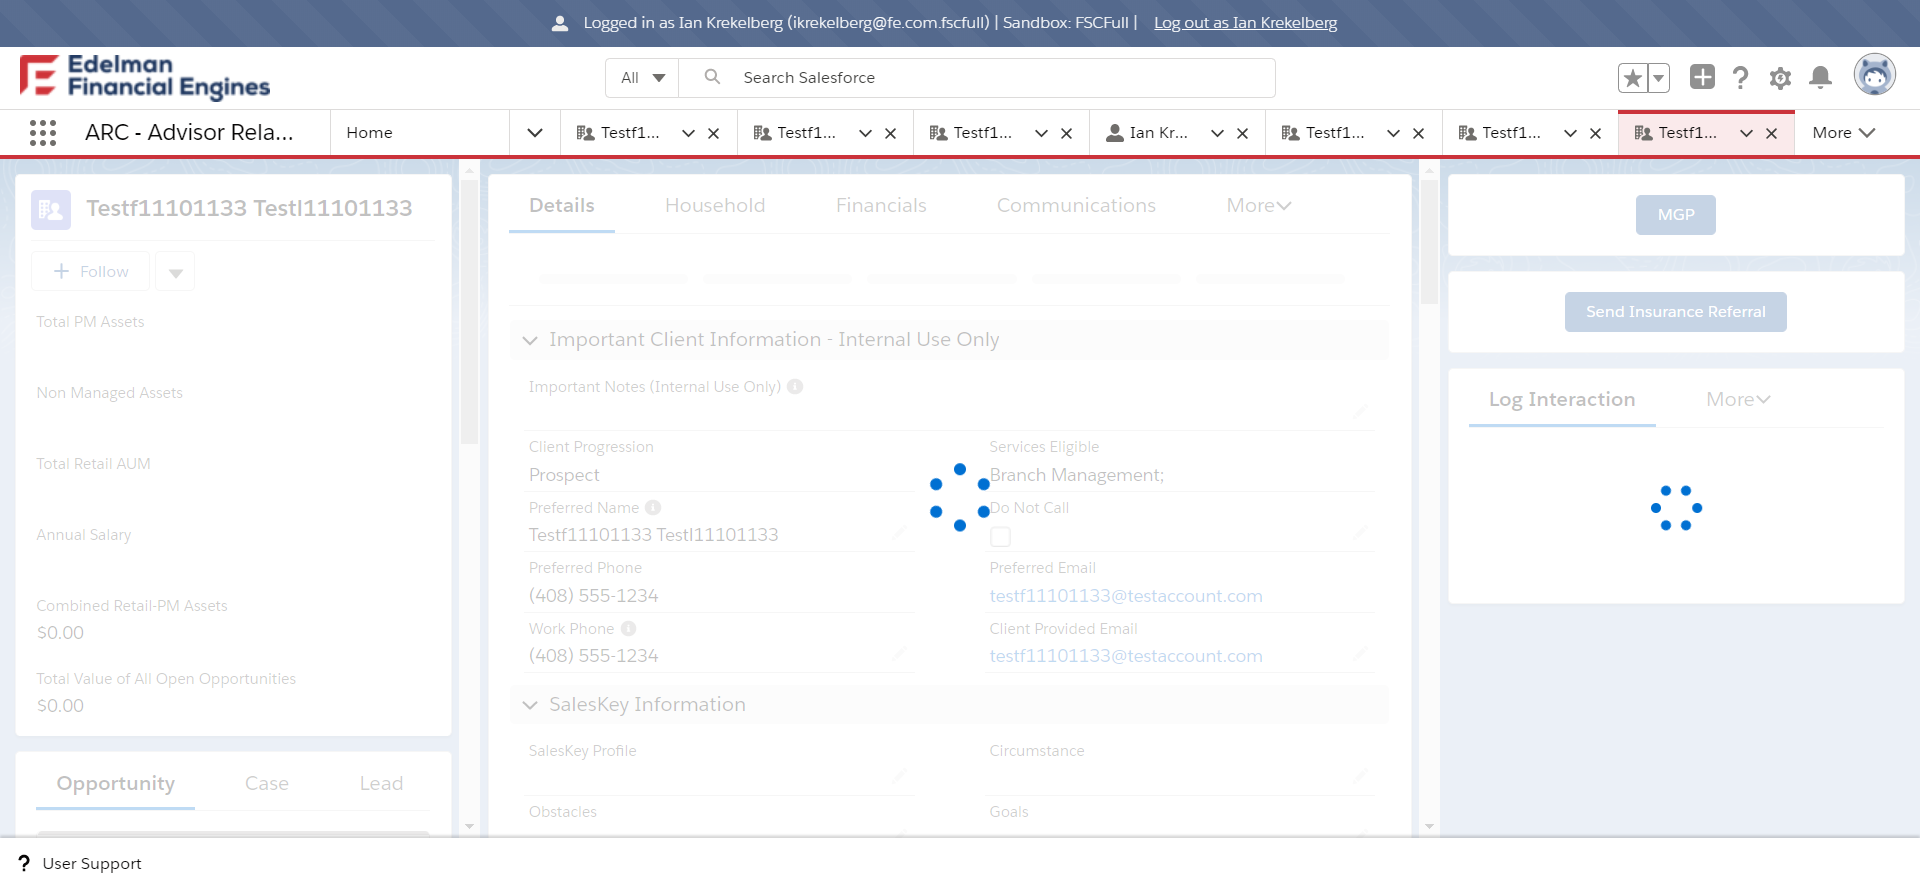 Logged in as Ian Krekelberg (ikrekelberg@fe.com.fscfull) | Sandbox: FSCFull | Log out as Ian Krekelberg
Edelman
Financial Engines
All
Search Salesforce
ARC - Advisor Rela...
Home
Testf1...
Testf1...
Testf1...
Ian Kr...
Testf1...
Testf1...
Testf1...
More
Testf11101133 Testl11101133
Follow
Total PM Assets
Non Managed Assets
Total Retail AUM
Annual Salary
Combined Retail-PM Assets
$0.00
Total Value of All Open Opportunities
$0.00
Opportunity
Case
Lead
Details
Household
Financials
Communications
More
Important Client Information - Internal Use Only
Important Notes (Internal Use Only)
Client Progression
Prospect
Services Eligible
Branch Management;
Preferred Name
Testf11101133 Testl11101133
Do Not Call
Preferred Phone
(408) 555-1234
Preferred Email
testf11101133@testaccount.com
Work Phone
(408) 555-1234
Client Provided Email
testf11101133@testaccount.com
SalesKey Information
SalesKey Profile
Circumstance
Obstacles
Goals
MGP
Send Insurance Referral
Log Interaction
More
User Support